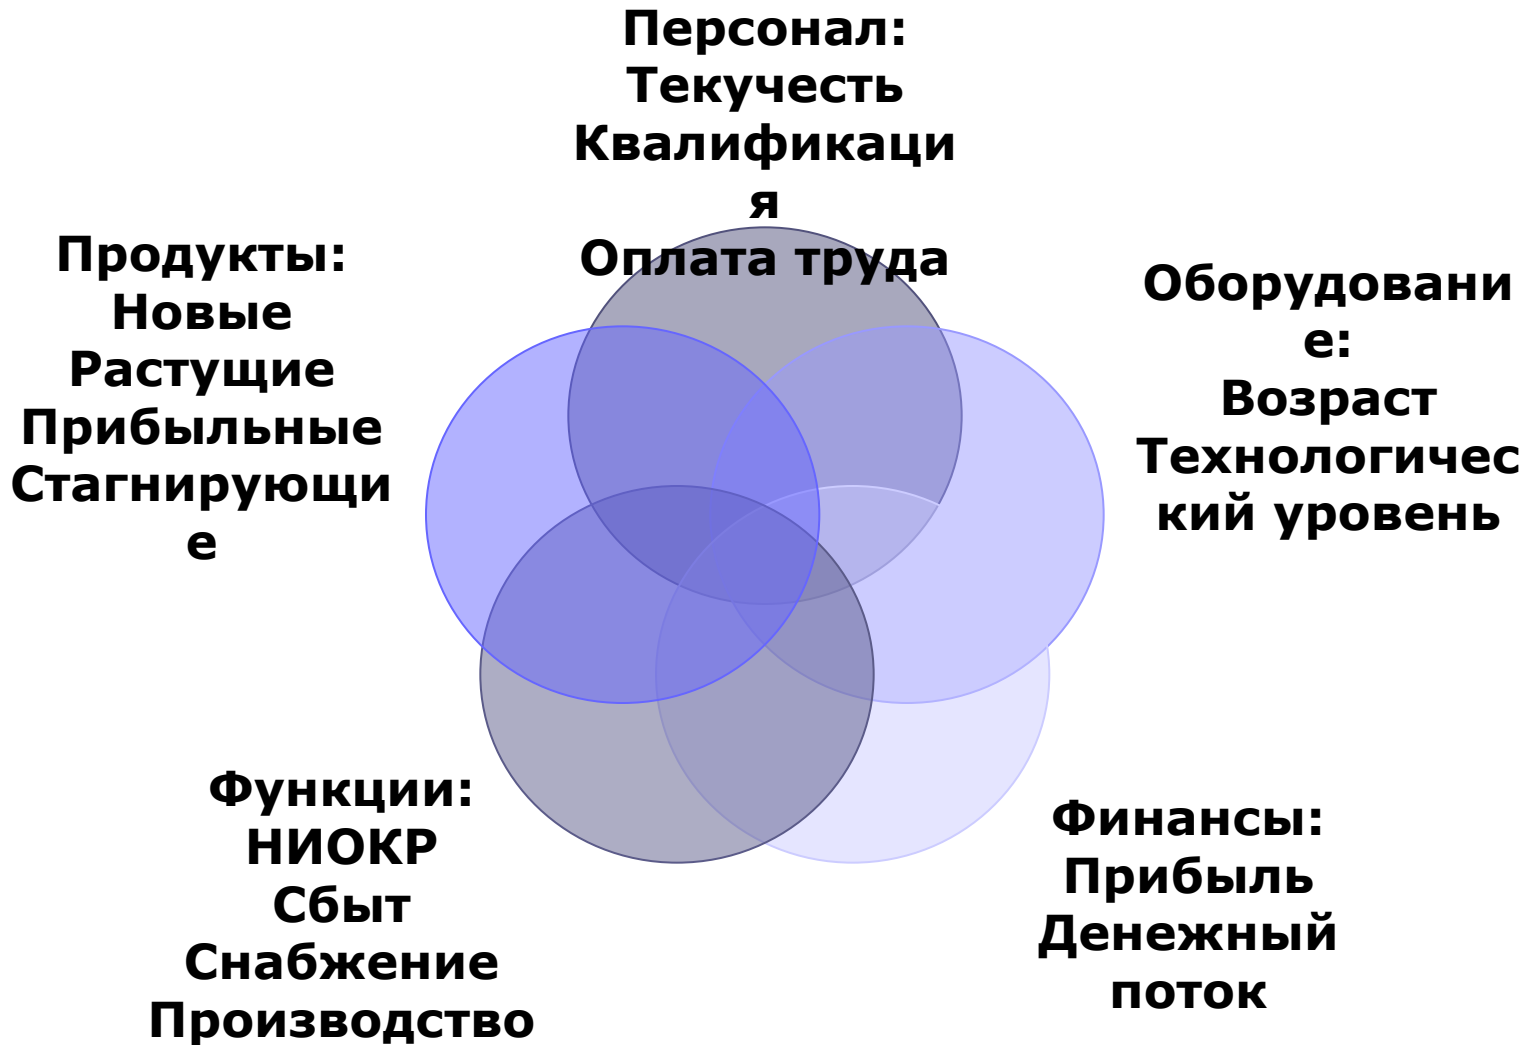 Персонал:
Текучесть
Квалификаци
я
Оплата труда
Продукты:
Новые
Растущие
Прибыльные
Стагнирующи
е
Оборудовани
е:
Возраст
Технологичес
кий уровень
Функции:
НИОКР
Сбыт
Снабжение
Производство
Финансы:
Прибыль
Денежный
поток